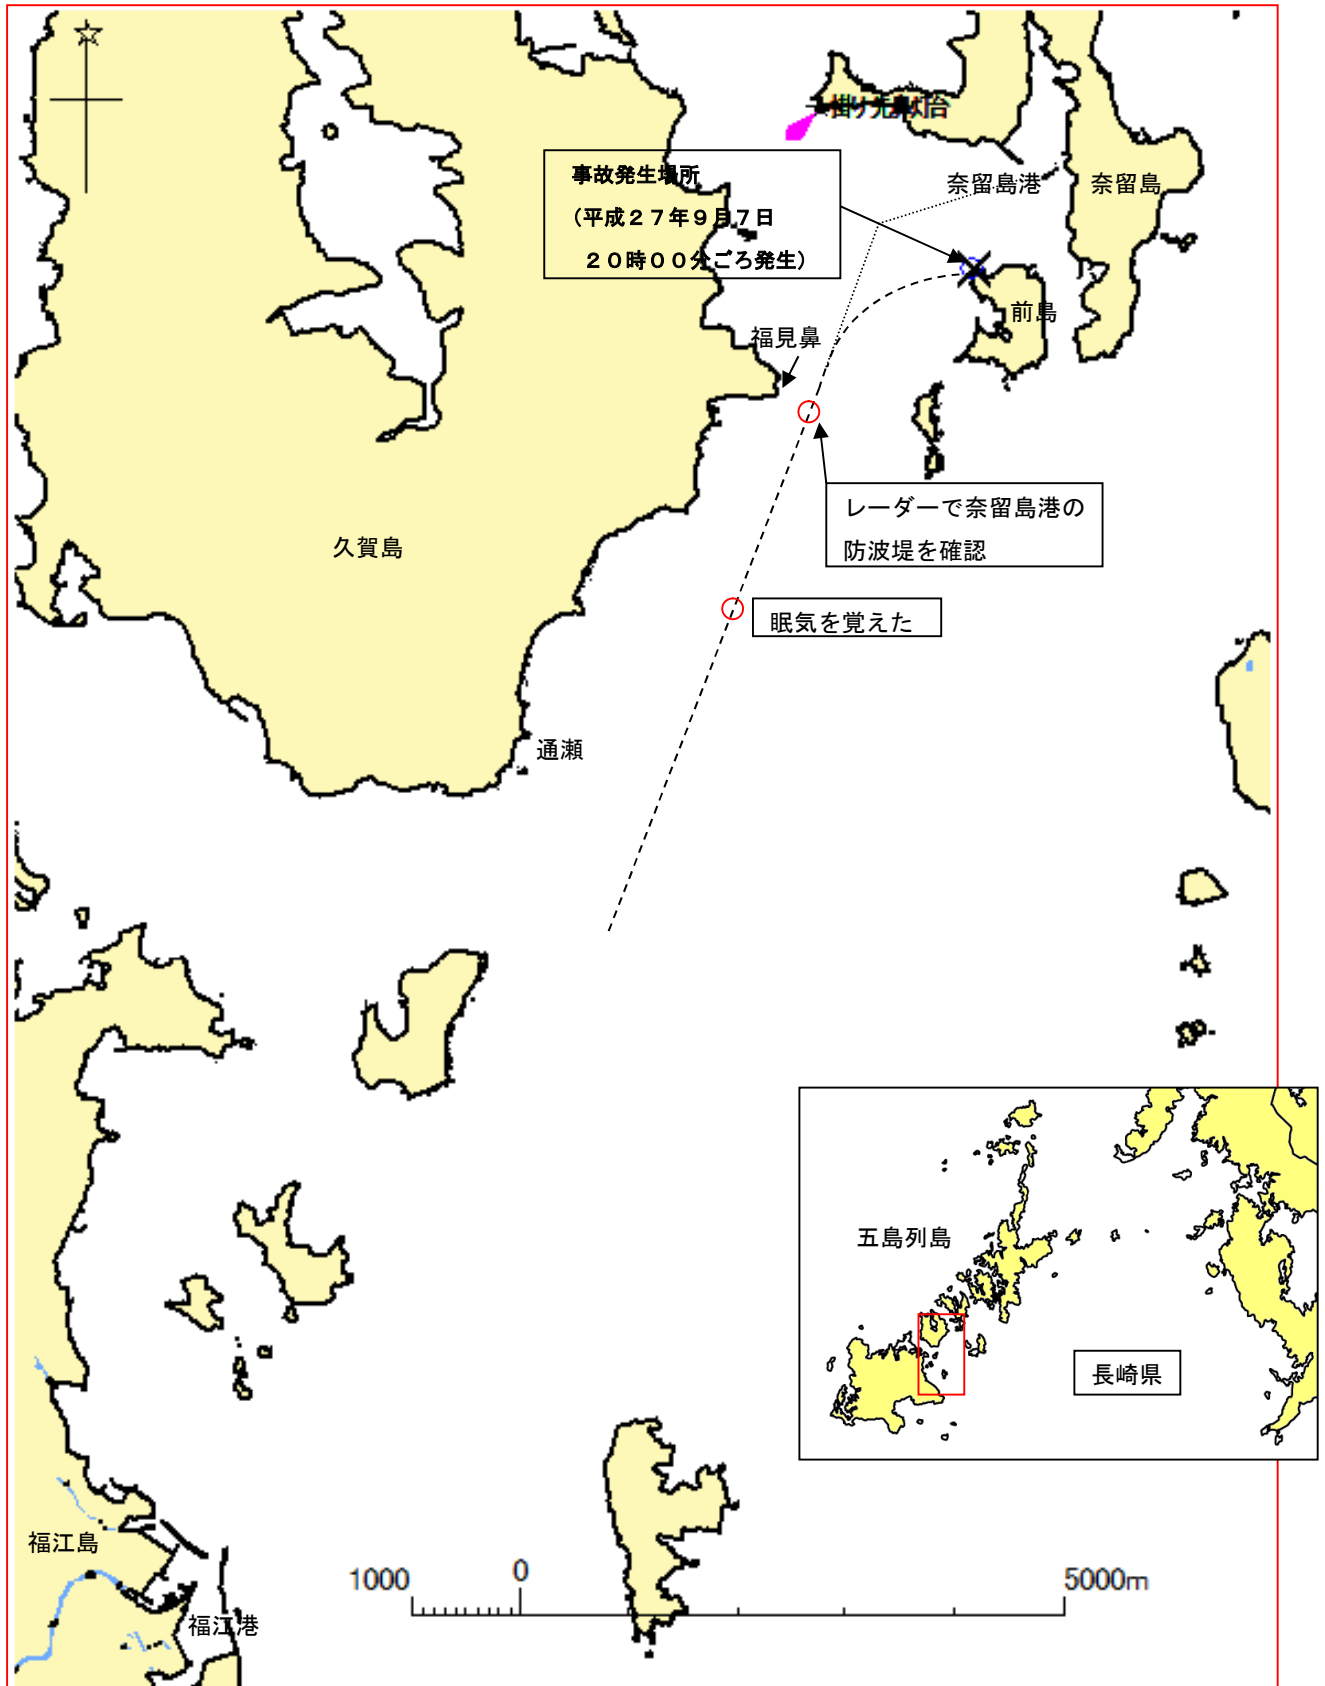 掛ケ先鼻灯台
事故発生場所
(平成２７年９月７日
２０時００分ごろ発生)
奈留島港
奈留島
前島
福見鼻
レーダーで奈留島港の
防波堤を確認
久賀島
眠気を覚えた
通瀬
五島列島
長崎県
福江島
福江港
1000
0
5000m